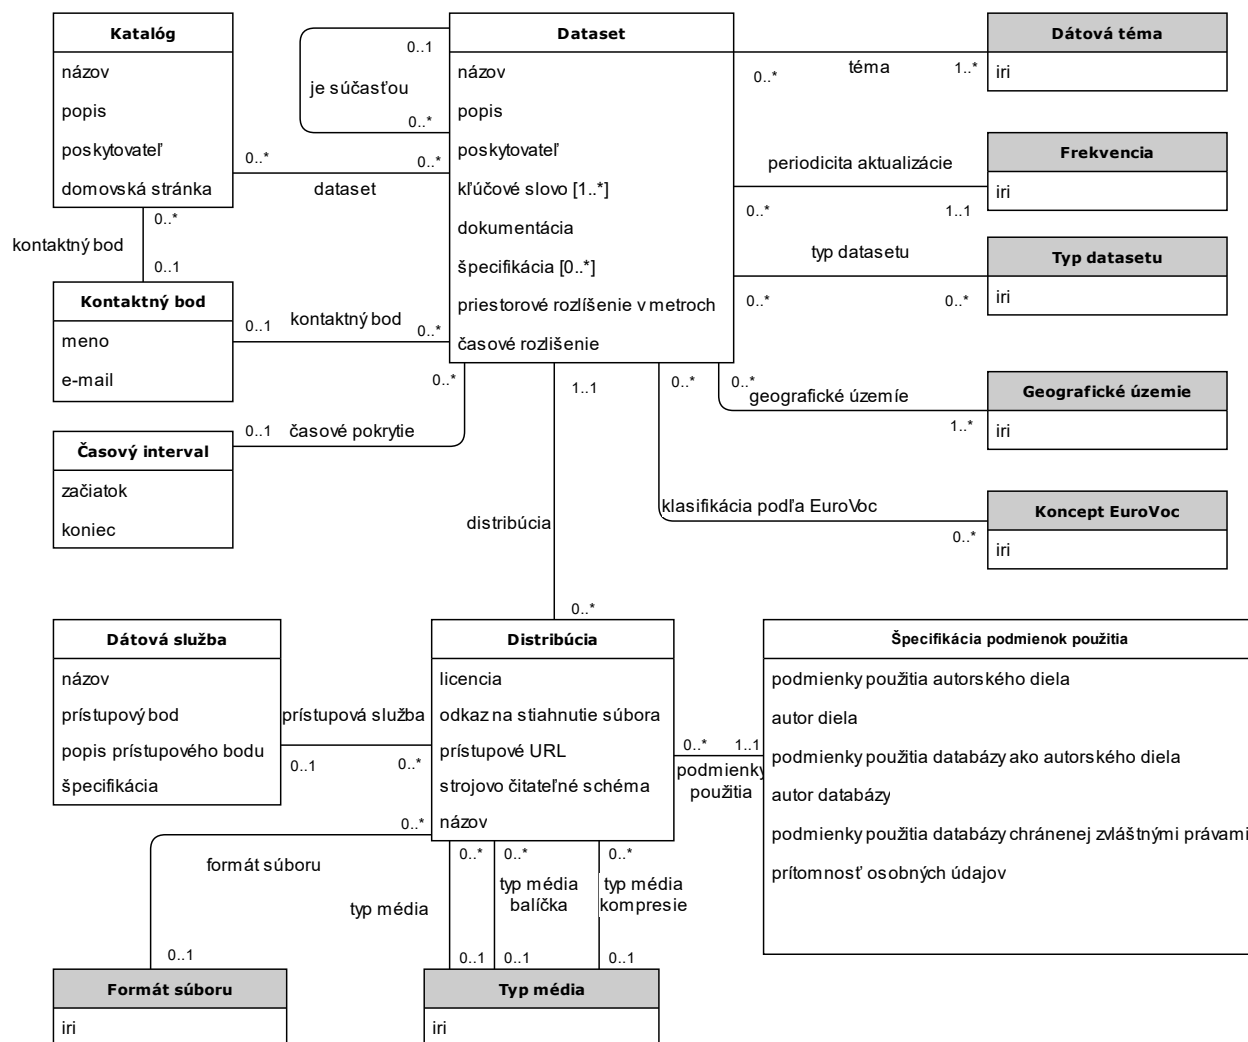 Katalóg
názov
popis
poskytovateľ
domovská stránka
0..1
je súčasťou
0..*
Dataset
názov
popis
poskytovateľ
kľúčové slovo [1..*]
dokumentácia
špecifikácia [0..*]
priestorové rozlíšenie v metroch
časové rozlišenie
0..*
téma
1..*
Dátová téma
iri
0..*
dataset
0..*
periodicita aktualizácie
0..*
1..1
Frekvencia
iri
typ datasetu
0..*
0..*
Typ datasetu
iri
0..*
kontaktný bod
0..1
Kontaktný bod
meno
e-mail
0..1
kontaktný bod
0..*
0..*
0..1
časové pokrytie
Časový interval
začiatok
koniec
1..1
distribúcia
0..*
0..*
0..*
geografické územíe
1..*
Geografické územie
iri
klasifikácia podľa EuroVoc
0..*
Koncept EuroVoc
iri
Dátová služba
názov
prístupový bod
popis prístupového bodu
špecifikácia
prístupová služba
0..1
0..*
Distribúcia
licencia
odkaz na stiahnutie súbora
prístupové URL
strojovo čitateľné schéma
názov
0..*
1..1
podmienky
použitia
Špecifikácia podmienok použitia
podmienky použitia autorského diela
autor diela
podmienky použitia databázy ako autorského diela
autor databázy
podmienky použitia databázy chránenej zvláštnými právami
prítomnosť osobných údajov
0..*
formát súboru
0..1
0..*
typ média
0..1
0..*
typ média
balíčka
0..1
0..*
typ média
kompresie
0..1
Formát súboru
iri
Typ média
iri